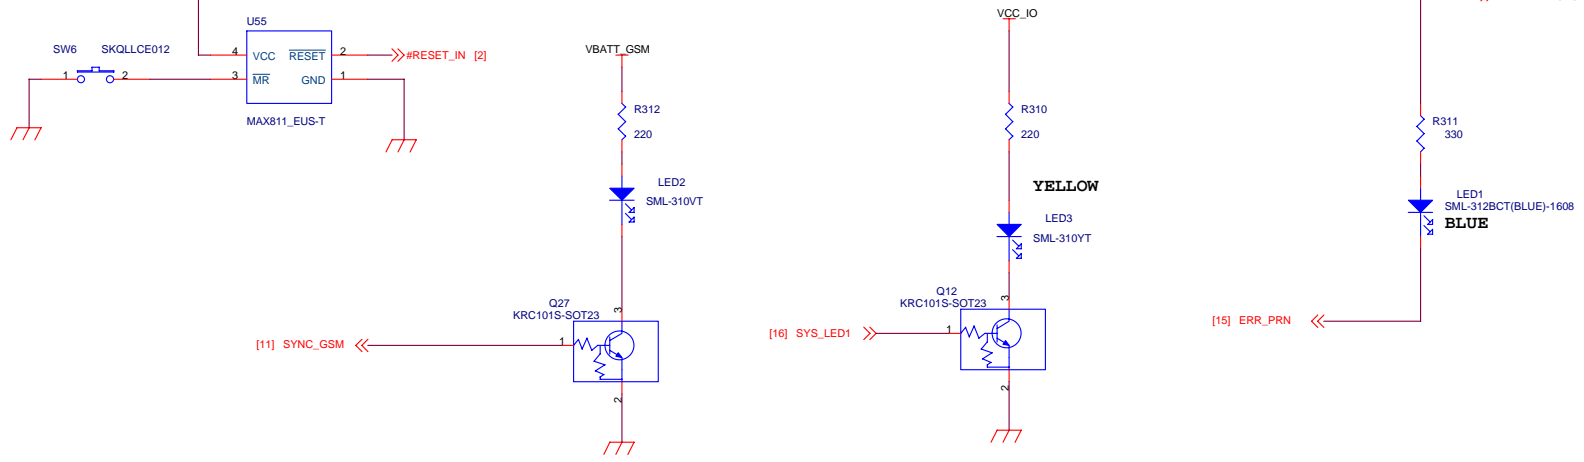 U55
SW6 SKQLLCE012
4 VCC RESET 2 #RESET_IN [2]
1 2 3 MR GND 1
MAX811_EUS-T
VBATT_GSM
R312
220
LED2
SML-310VT
Q27
KRC101S-SOT23
3
[11] SYNC_GSM 1
2
VCC_IO
R310
220
YELLOW
LED3
SML-310YT
Q12
KRC101S-SOT23
3
[16] SYS_LED1 1
2
R311
330
LED1
SML-312BCT(BLUE)-1608
BLUE
[15] ERR_PRN